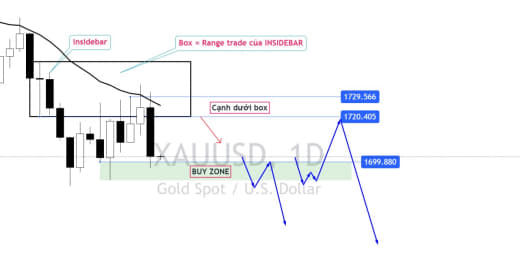 Insidebar
Box = Range trade của INSIDEBAR
1729.566
Cạnh dưới box
1720.405
XAUUSD, 1D
1699.880
BUY ZONE
Gold Spot / U.S. Dollar